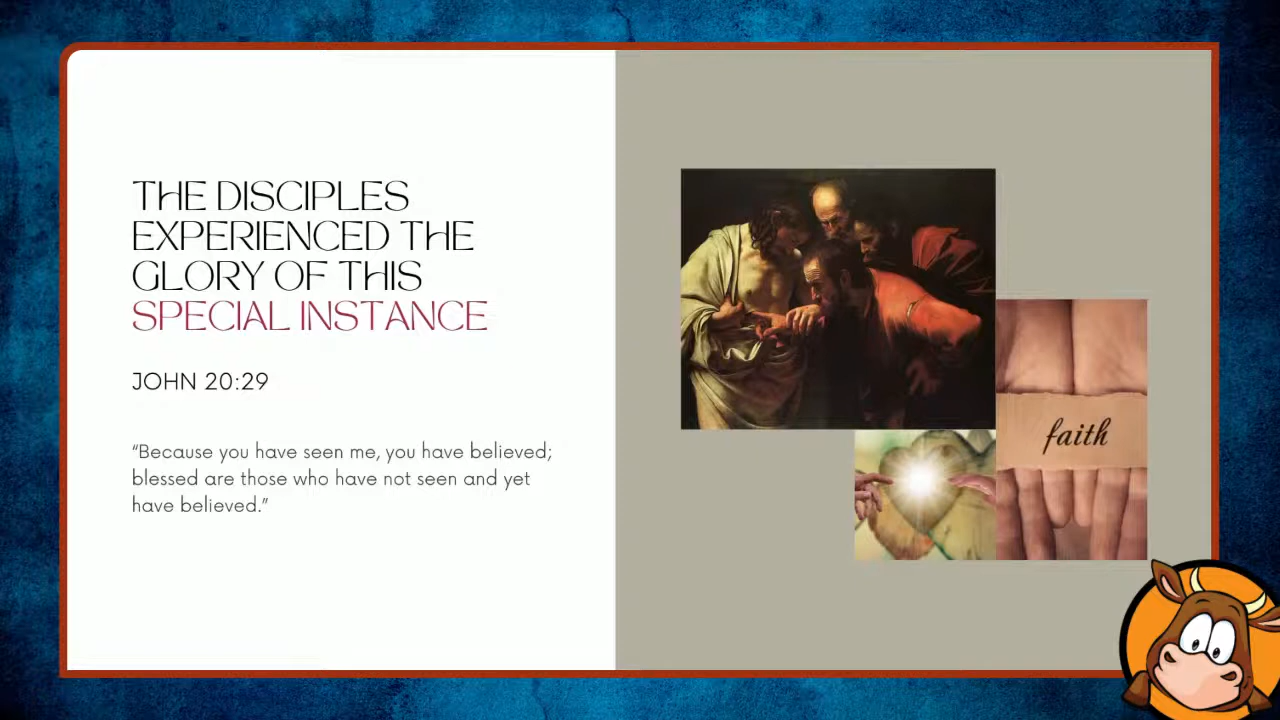 THE DISCIPLES
EXPERIENCED THE
GLORY OF THIS
SPECIAL INSTANCE
JOHN 20:29
“Because you have seen me, you have believed;
blessed are those who have not seen and yet
have believed.”
faith